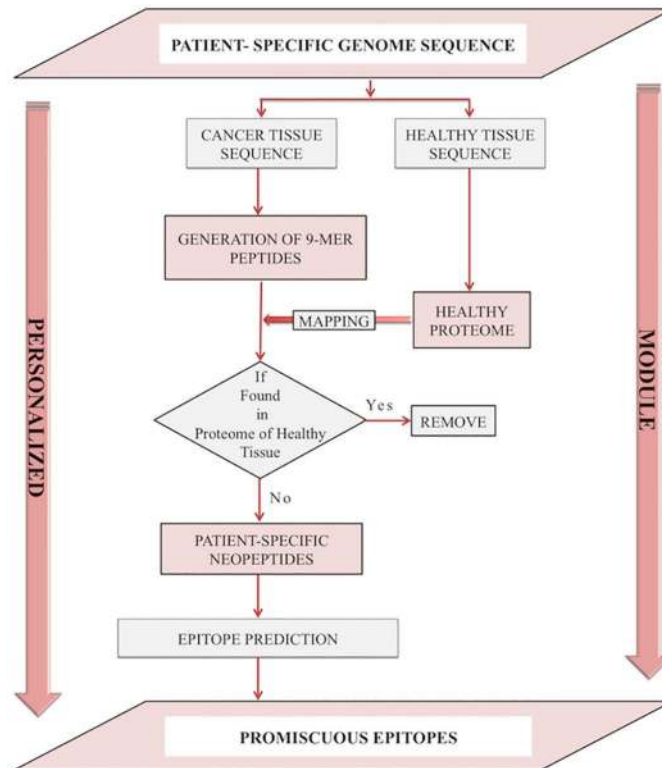 PATIENT- SPECIFIC GENOME SEQUENCE
CANCER TISSUE
SEQUENCE
HEALTHY TISSUE
SEQUENCE
GENERATION OF 9-MER
PEPTIDES
MAPPING
HEALTHY
PROTEOME
If
Found
in
Proteome of Healthy
Tissue
Yes
REMOVE
No
PATIENT-SPECIFIC
NEOPEPTIDES
EPITOPE PREDICTION
PROMISCUOUS EPITOPES
PERSONALIZED
MODULE